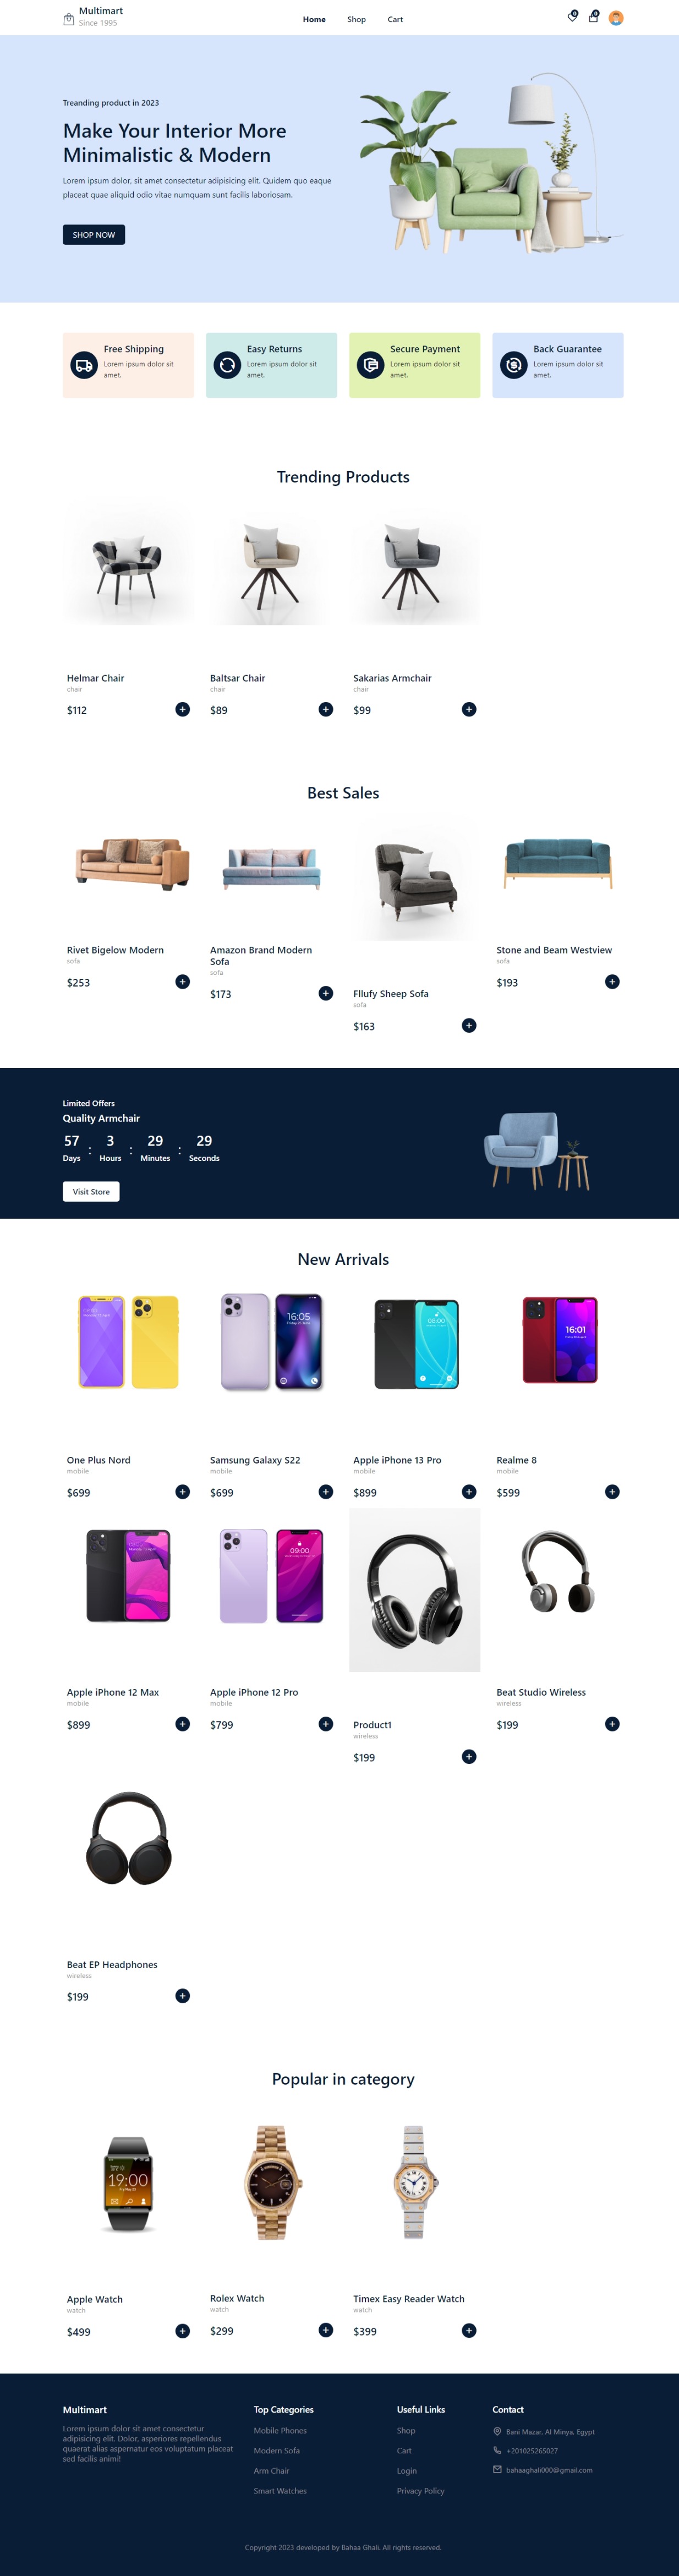 Multimart
Since 1995
Home
Shop
Cart
0
0
Treanding product in 2023
Make Your Interior More
Minimalistic & Modern
Lorem ipsum dolor, sit amet consectetur adipisicing elit. Quidem quo eaque
placeat quae aliquid odio vitae numquam sunt facilis laboriosam.
SHOP NOW
Free Shipping
Lorem ipsum dolor sit
amet.
Easy Returns
Lorem ipsum dolor sit
amet.
Secure Payment
Lorem ipsum dolor sit
amet.
Back Guarantee
Lorem ipsum dolor sit
amet.
Trending Products
Helmar Chair
chair
$112
Baltsar Chair
chair
$89
Sakarias Armchair
chair
$99
Best Sales
Rivet Bigelow Modern
sofa
$253
Amazon Brand Modern
Sofa
sofa
$173
Fllufy Sheep Sofa
sofa
$163
Stone and Beam Westview
sofa
$193
Limited Offers
Quality Armchair
57 : 3 : 29 : 29
Days Hours Minutes Seconds
Visit Store
New Arrivals
16:05
08:00
16:01
One Plus Nord
mobile
$699
Samsung Galaxy S22
mobile
$699
Apple iPhone 13 Pro
mobile
$899
Realme 8
mobile
$599
09:00
Apple iPhone 12 Max
mobile
$899
Apple iPhone 12 Pro
mobile
$799
Product1
wireless
$199
Beat Studio Wireless
wireless
$199
Beat EP Headphones
wireless
$199
Popular in category
19:00
Apple Watch
watch
$499
Rolex Watch
watch
$299
Timex Easy Reader Watch
watch
$399
Multimart
Lorem ipsum dolor sit amet consectetur
adipisicing elit. Dolor, asperiores repellendus
quaerat alias aspernatur eos voluptatum placeat
sed facilis animi!
Top Categories
Mobile Phones
Modern Sofa
Arm Chair
Smart Watches
Useful Links
Shop
Cart
Login
Privacy Policy
Contact
Bani Mazar, Al Minya, Egypt
+201025265027
bahaaghali000@gmail.com
Copyright 2023 developed by Bahaa Ghali. All rights reserved.